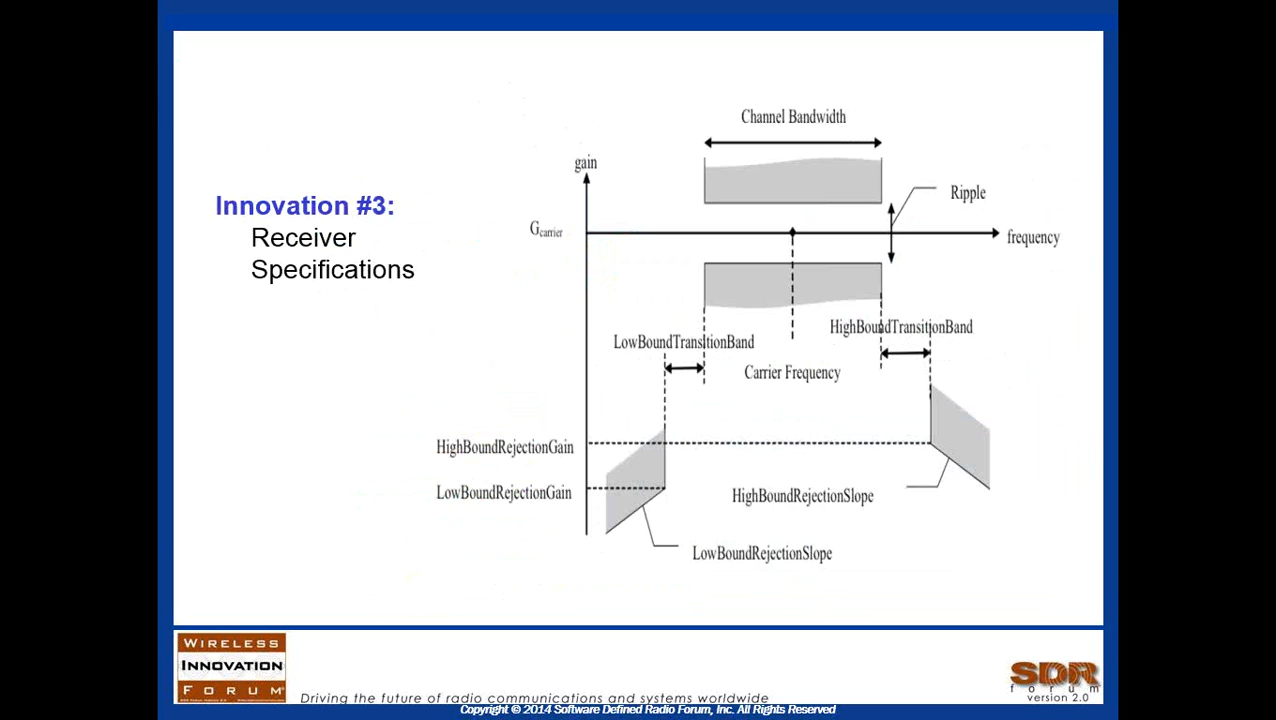 Channel Bandwidth
gain
Ripple
Innovation #3:
Receiver
Specifications
Gcarrier
frequency
HighBoundTransitionBand
LowBoundTransitionBand
Carrier Frequency
HighBoundRejectionGain
LowBoundRejectionGain
HighBoundRejectionSlope
LowBoundRejectionSlope
WIRELESS
INNOVATION
FORUM
Driving the future of radio communications and systems worldwide
SDR
forum
version 2.0
Copyright © 2014 Software Defined Radio Forum, Inc. All Rights Reserved